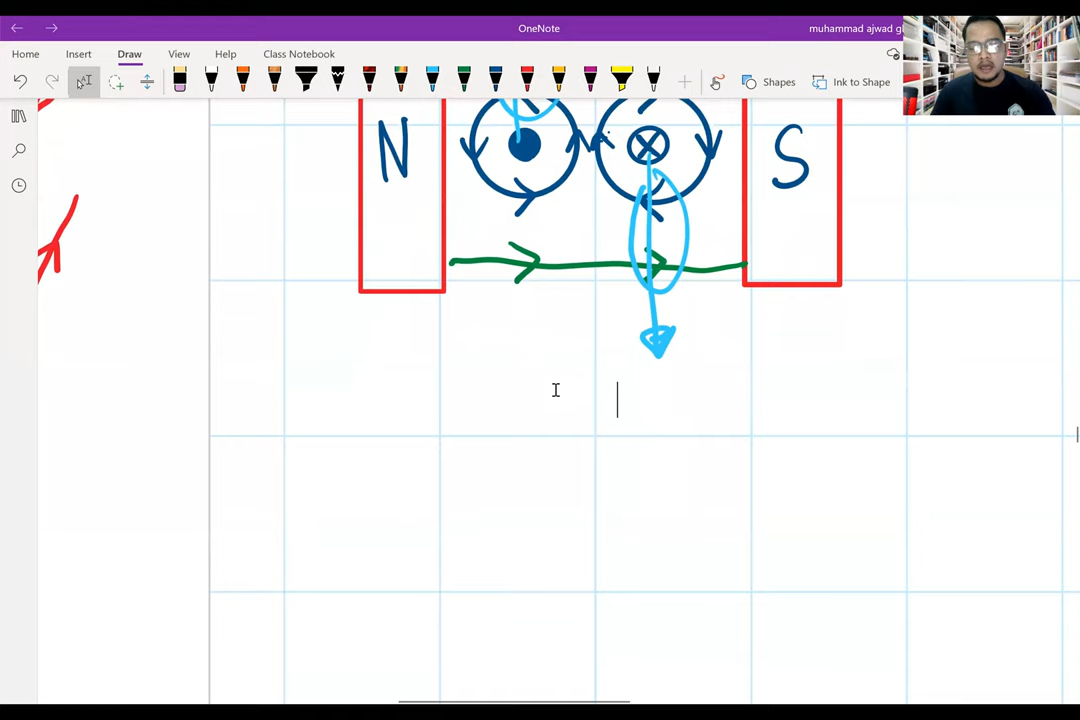 OneNote
muhammad ajwad g
Home Insert Draw View Help Class Notebook
Shapes Ink to Shape
N S